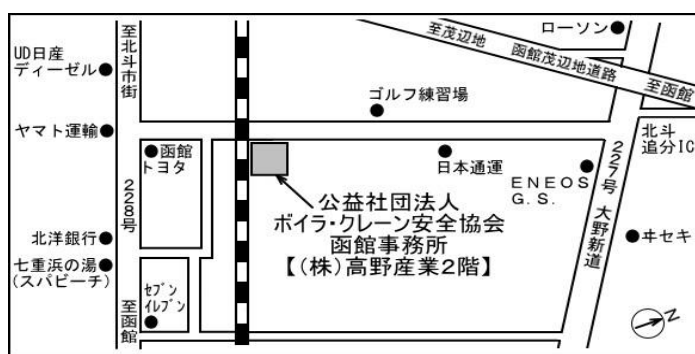 ローソン
至茂辺地
函館茂辺地道路
至函館
UD日産
ディーゼル
至北斗市街
ゴルフ練習場
ヤマト運輸
北斗
追分IC
函館
トヨタ
日本通運
ENEOS
G.S.
227号 大野新道
228号
公益社団法人
ボイラ・クレーン安全協会
函館事務所
【(株)高野産業2階】
北洋銀行
ヰセキ
七重浜の湯
(スパビーチ)
セブン
イレブン
至函館
N